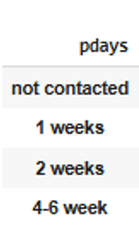 pdays
not contacted
1 weeks
2 weeks
4-6 week